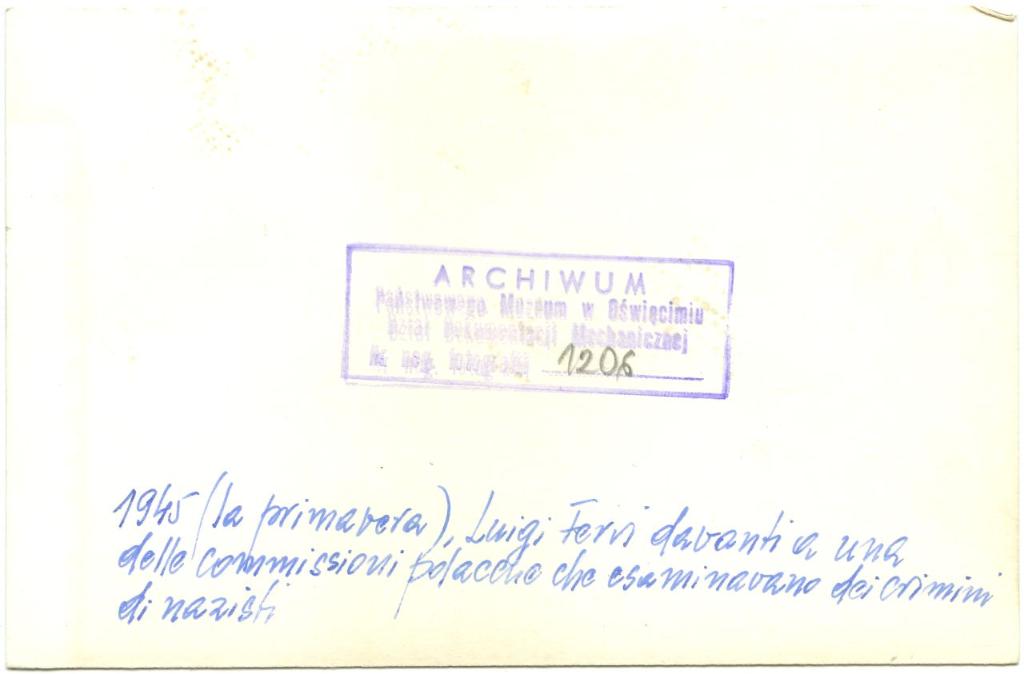 ARCHIWUM
Państwowego Muzeum w Oświęcimiu
Dział Dokumentacji Mechanicznej
Nr. neg. fotografii 1206
1945 (la primavera), Luigi Feri davanti a una
delle commissioni polacche che esaminavano dei crimini
di nazisti